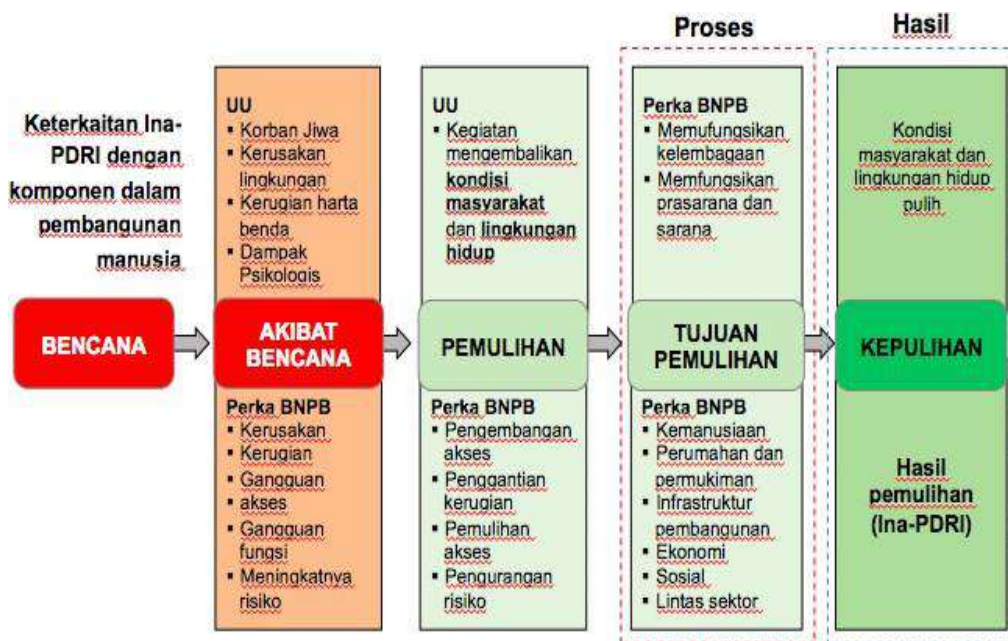 Proses
Hasil
Keterkaitan Ina-
PDRI dengan
komponen dalam
pembangunan
manusia
UU
▪ Korban Jiwa
▪ Kerusakan
lingkungan
▪ Kerugian harta
benda
▪ Dampak
Psikologis
UU
▪ Kegiatan
mengembalikan
kondisi
masyarakat
dan lingkungan
hidup
Perka BNPB
▪ Memufungsikan
kelembagaan
▪ Memfungsikan
prasarana dan
sarana
Kondisi
masyarakat dan
lingkungan hidup
pulih
BENCANA
AKIBAT
BENCANA
PEMULIHAN
TUJUAN
PEMULIHAN
KEPULIHAN
Perka BNPB
▪ Kerusakan
▪ Kerugian
▪ Gangguan
▪ akses
▪ Gangguan
fungsi
▪ Meningkatnya
risiko
Perka BNPB
▪ Pengembangan
akses
▪ Penggantian
kerugian
▪ Pemulihan
akses
▪ Pengurangan
risiko
Perka BNPB
▪ Kemanusiaan
▪ Perumahan dan
permukiman
▪ Infrastruktur
pembangunan
▪ Ekonomi
▪ Sosial
▪ Lintas sektor
Hasil
pemulihan
(Ina-PDRI)